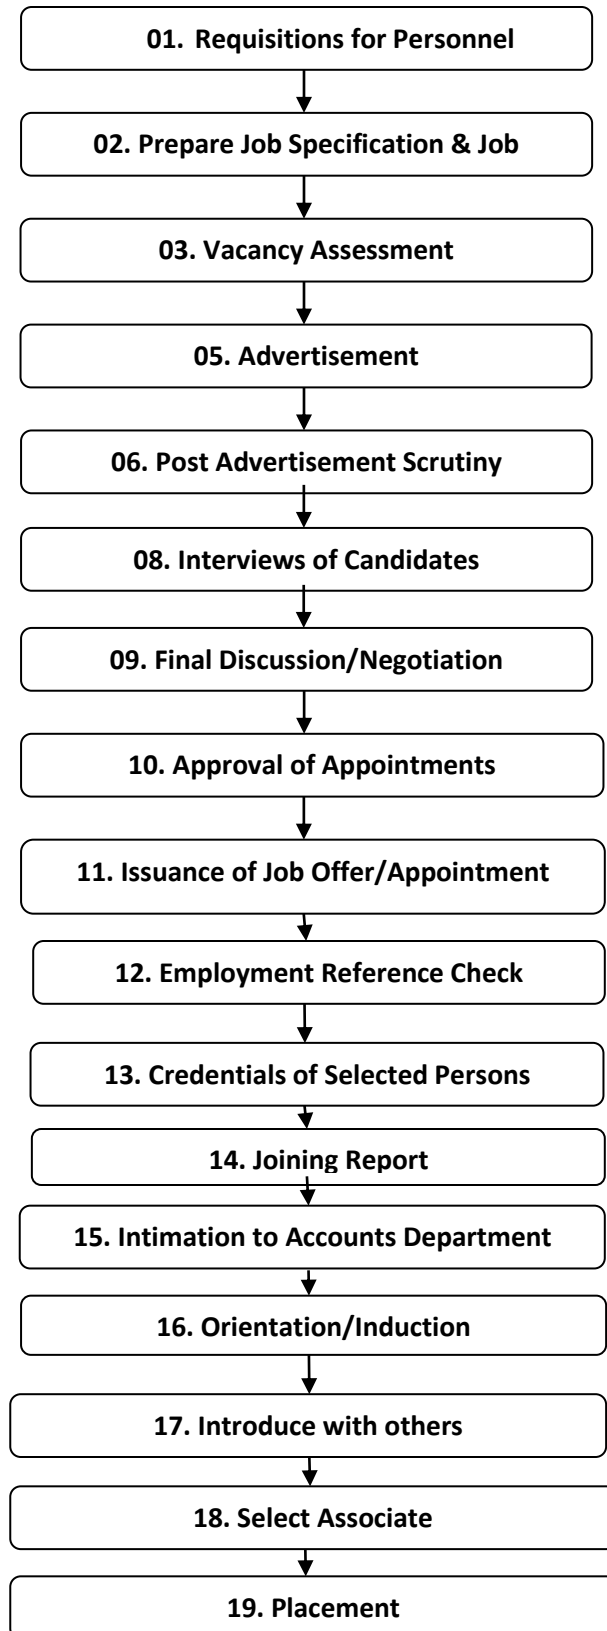 01. Requisitions for Personnel
02. Prepare Job Specification & Job
03. Vacancy Assessment
05. Advertisement
06. Post Advertisement Scrutiny
08. Interviews of Candidates
09. Final Discussion/Negotiation
10. Approval of Appointments
11. Issuance of Job Offer/Appointment
12. Employment Reference Check
13. Credentials of Selected Persons
14. Joining Report
15. Intimation to Accounts Department
16. Orientation/Induction
17. Introduce with others
18. Select Associate
19. Placement